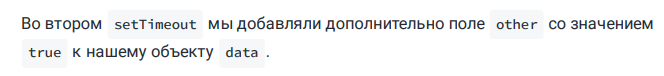 Во втором setTimeout мы добавляли дополнительно поле other со значением
true к нашему объекту data.